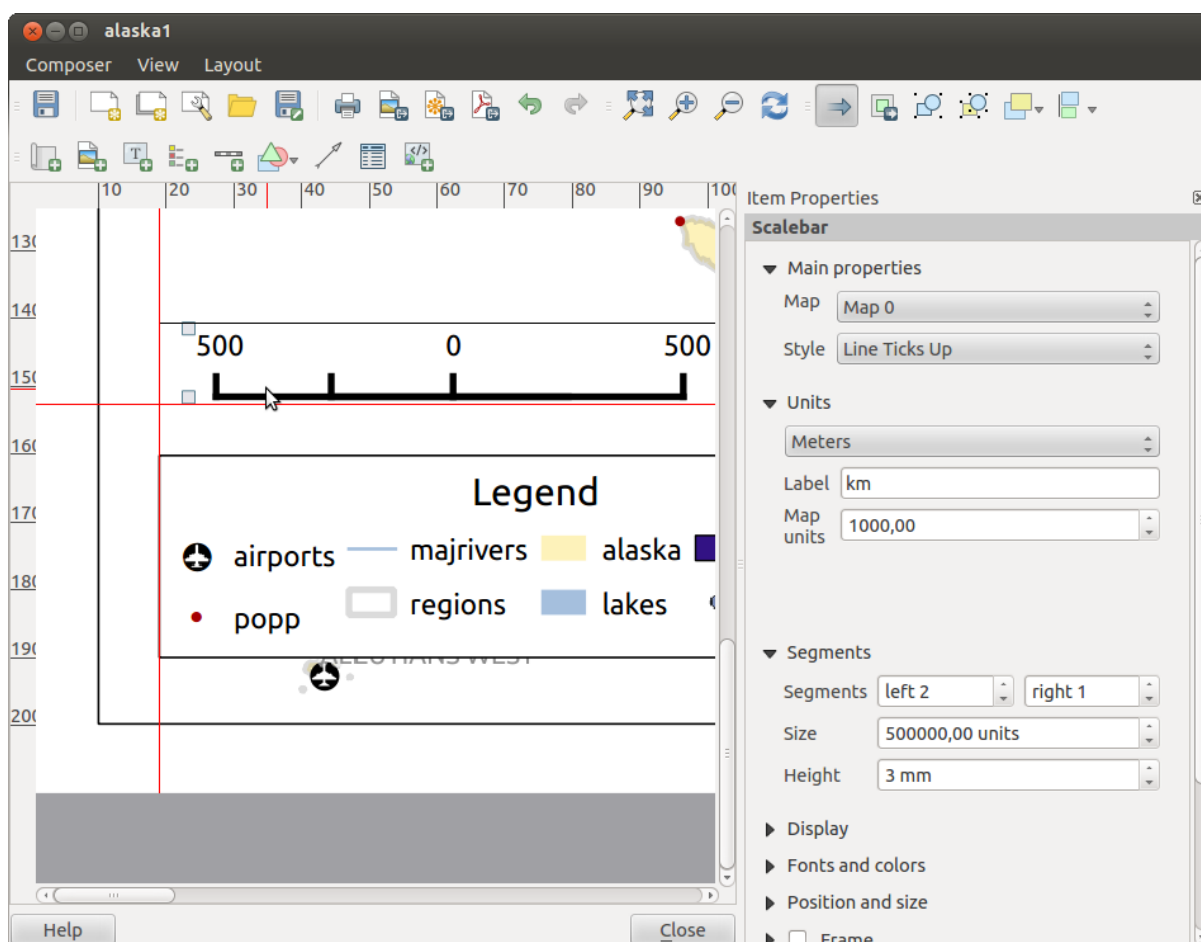 alaska1
Composer View Layout
10 20 30 40 50 60 70 80 90 100
Item Properties
Scalebar
130
140
150
160
170
180
190
200
500 0 500
Legend
airports majrivers alaska
popp regions lakes
Main properties
Map Map 0
Style Line Ticks Up
Units
Meters
Label km
Map units 1000,00
Segments
Segments left 2 right 1
Size 500000,00 units
Height 3 mm
Display
Fonts and colors
Position and size
Frame
Help Close